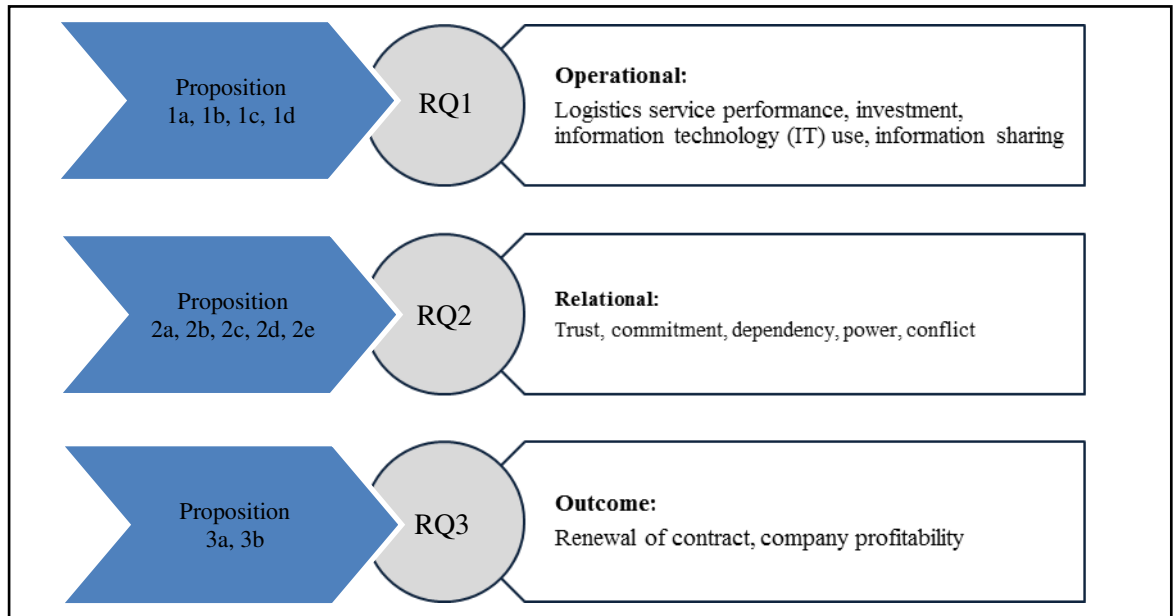 Proposition
1a, 1b, 1c, 1d
RQ1
Operational:
Logistics service performance, investment,
information technology (IT) use, information sharing
Proposition
2a, 2b, 2c, 2d, 2e
RQ2
Relational:
Trust, commitment, dependency, power, conflict
Proposition
3a, 3b
RQ3
Outcome:
Renewal of contract, company profitability